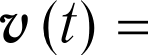 𝒗 (t) =